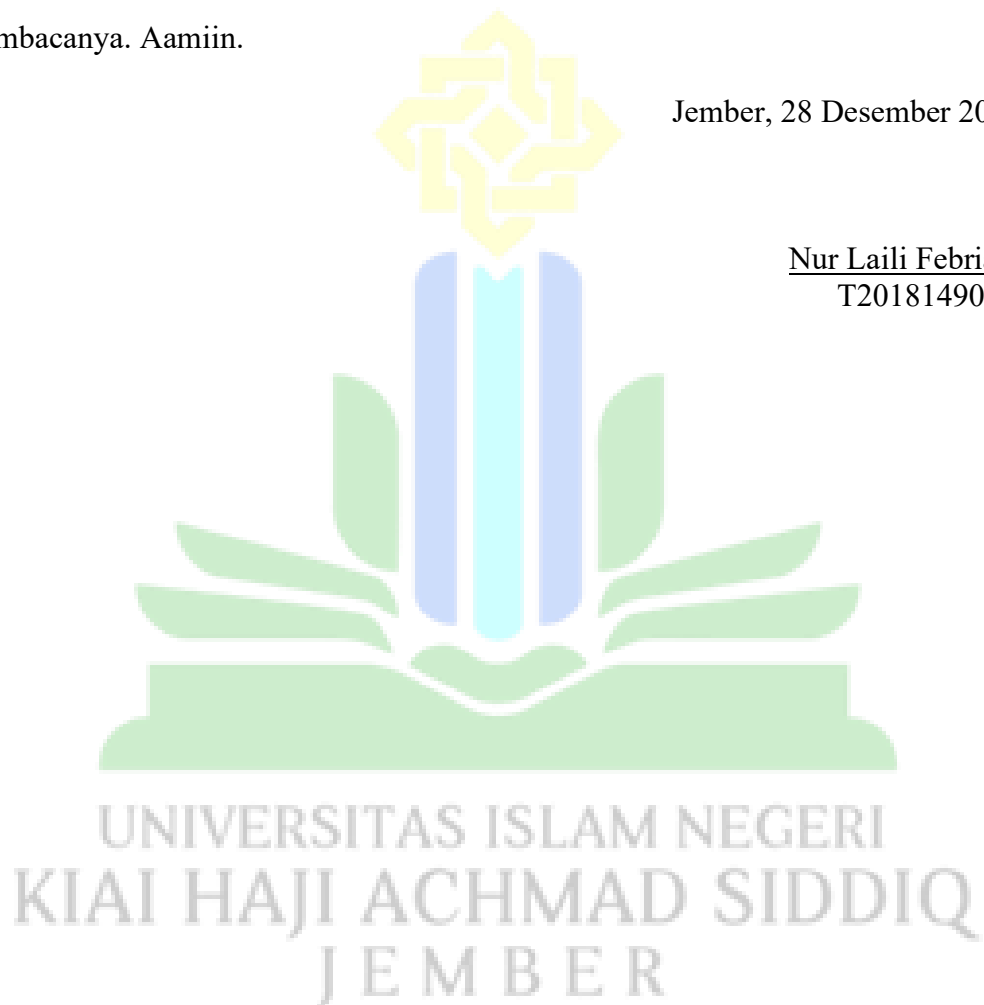 mbacanya. Aamiin.
Jember, 28 Desember 20
Nur Laili Febri
T20181490
UNIVERSITAS ISLAM NEGERI
KIAI HAJI ACHMAD SIDDIQ
JEMBER